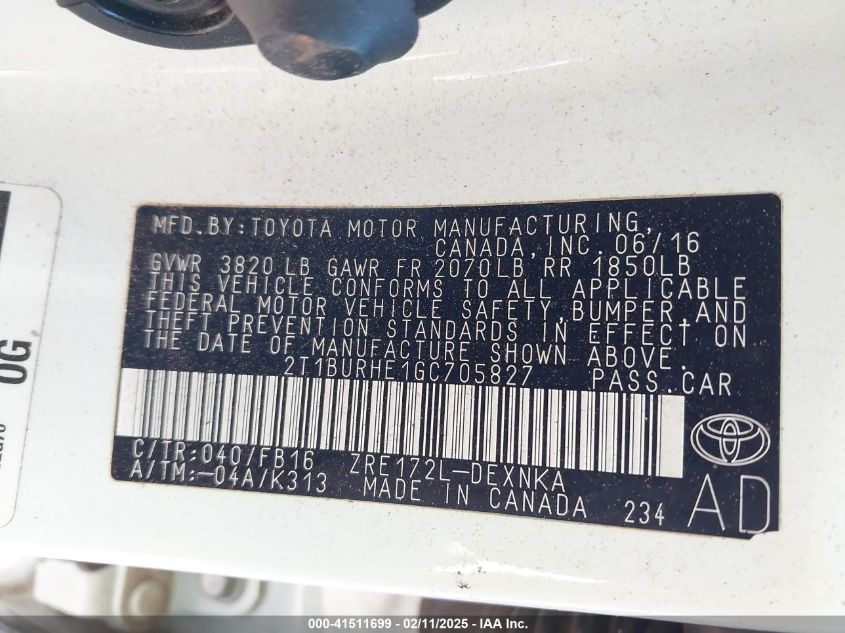 MFD.BY:TOYOTA MOTOR MANUFACTURING,
CANADA,INC. 06/16
GVWR 3820 LB GAWR FR 2070LB RR 1850LB
THIS VEHICLE CONFORMS TO ALL APPLICABLE
FEDERAL MOTOR VEHICLE SAFETY,BUMPER,AND
THEFT PREVENTION STANDARDS IN EFFECT ON
THE DATE OF MANUFACTURE SHOWN ABOVE.
2T1BURHE1GC705827 PASS.CAR
C/TR:040/FB16 ZRE172L-DEXNKA
A/TM:-04A/K313 MADE IN CANADA 234 AD
OG
000-41511699 - 02/11/2025 - IAA Inc.